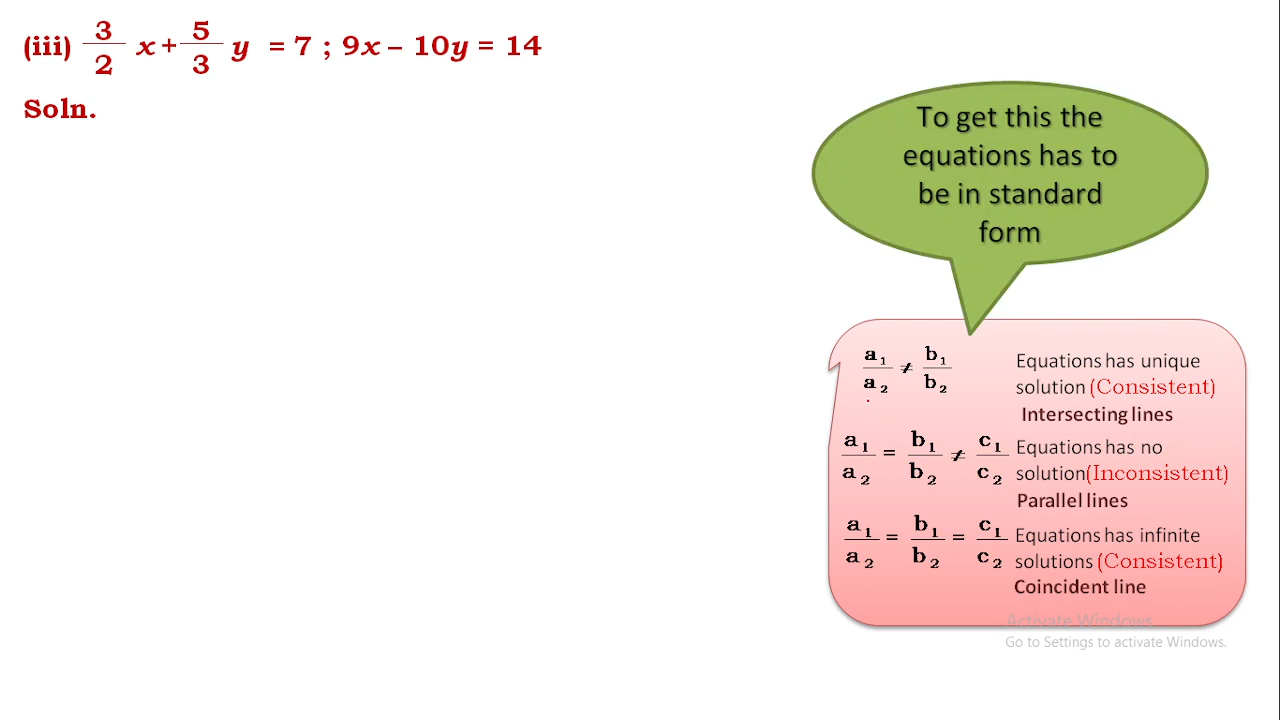 (iii) 3/2 x + 5/3 y = 7 ; 9x – 10y = 14
Soln.
To get this the
equations has to
be in standard
form
a₁/a₂ ≠ b₁/b₂ Equations has unique
solution (Consistent)
Intersecting lines
a₁/a₂ = b₁/b₂ ≠ c₁/c₂ Equations has no
solution(Inconsistent)
Parallel lines
a₁/a₂ = b₁/b₂ = c₁/c₂ Equations has infinite
solutions (Consistent)
Coincident line
Activate Windows
Go to Settings to activate Windows.